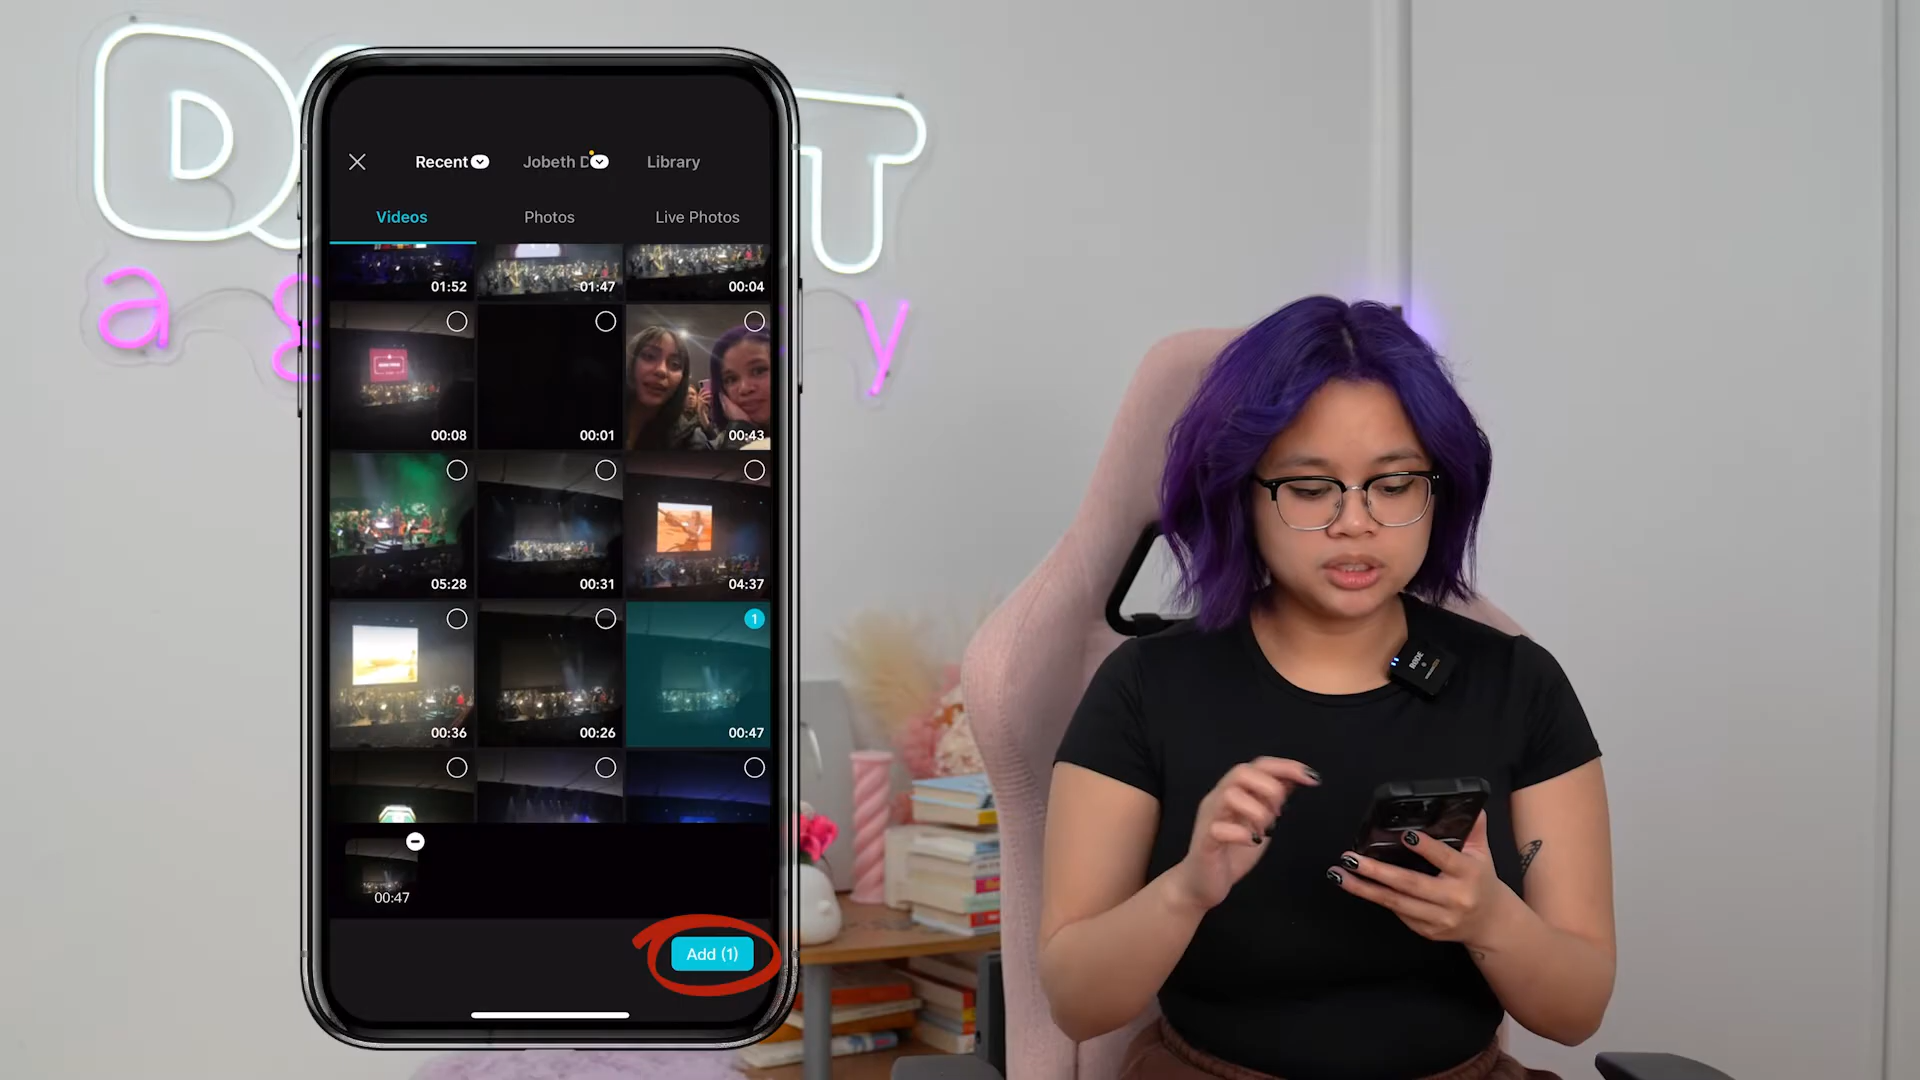 Recent
Jobeth D
Library
Videos
Photos
Live Photos
01:52
01:47
00:04
00:08
00:01
00:43
05:28
00:31
04:37
1
00:36
00:26
00:47
00:47
Add (1)
D
T
a
g
y
RØDE